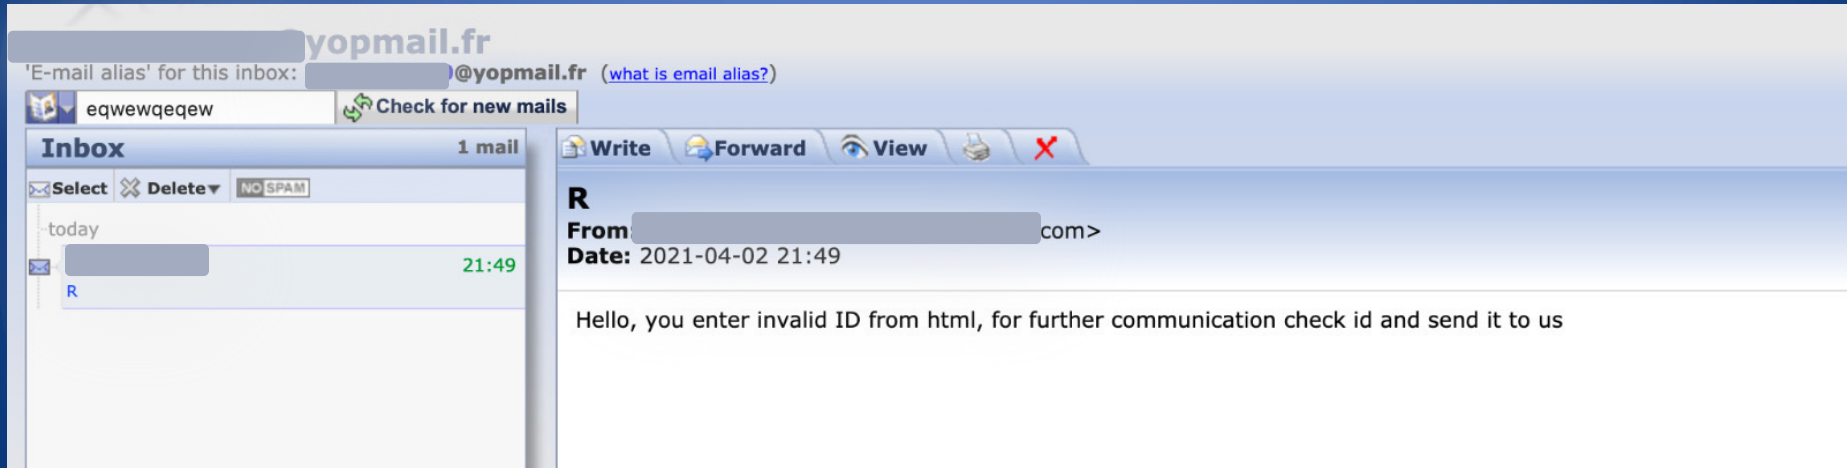 @yopmail.fr
'E-mail alias' for this inbox: @yopmail.fr (what is email alias?)
eqwewqeqew Check for new mails
Inbox 1 mail
Select Delete▾ NO SPAM
today
21:49
R
Write Forward View
R
From: com>
Date: 2021-04-02 21:49
Hello, you enter invalid ID from html, for further communication check id and send it to us